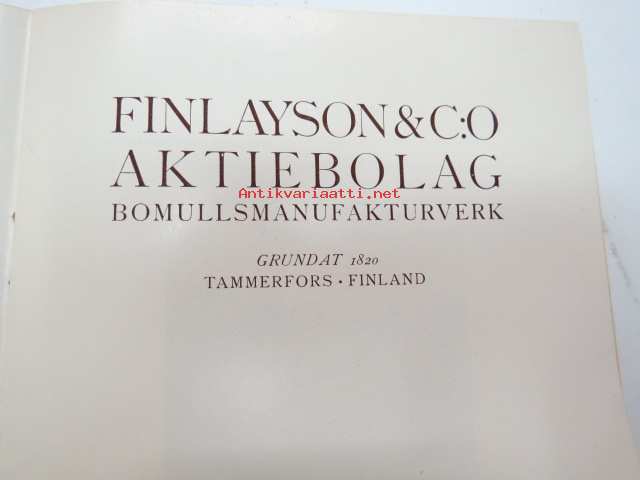 FINLAYSON & C:O
AKTIEBOLAG
Antikvariaatti.net
BOMULLSMANUFAKTURVERK
GRUNDAT 1820
TAMMERFORS · FINLAND